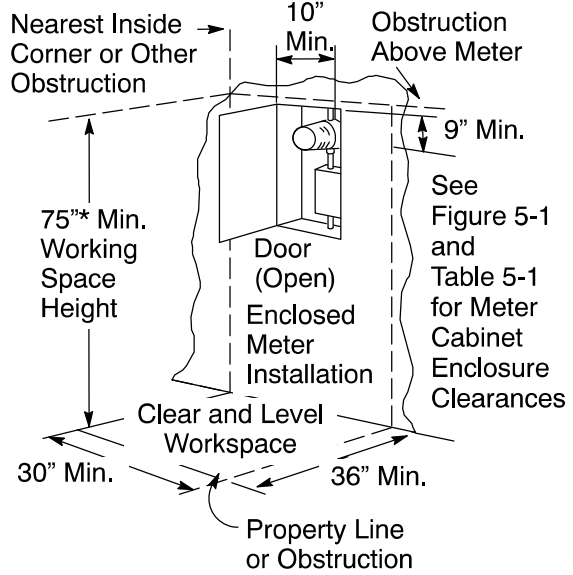 Nearest Inside
Corner or Other
Obstruction
10”
Min.
Obstruction
Above Meter
9” Min.
75”* Min.
Working
Space
Height
See
Figure 5-1
and
Table 5-1
for Meter
Cabinet
Enclosure
Clearances
Door
(Open)
Enclosed
Meter
Installation
Clear and Level
Workspace
30” Min.
36” Min.
Property Line
or Obstruction